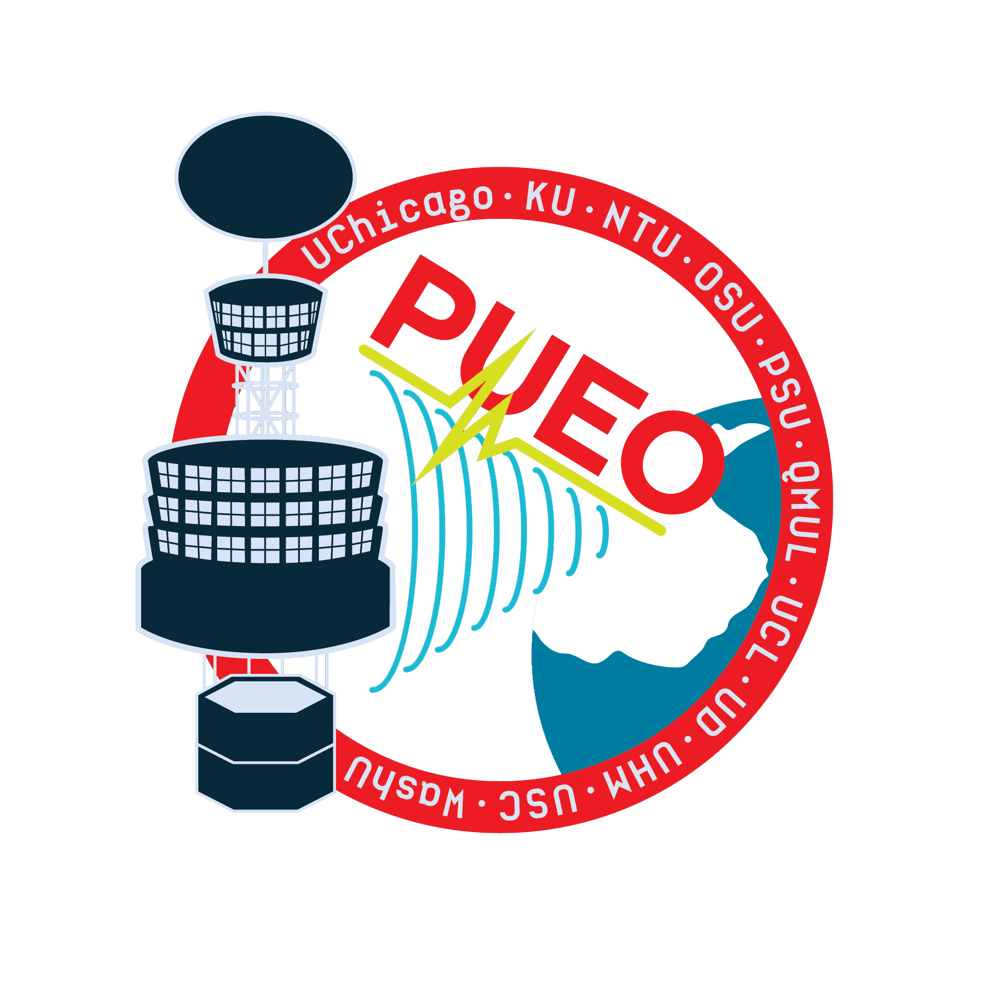 UChicago · KU · NTU · OSU · PSU · QMUL · UCL · UD · UHM · USC · WashU
PUEO